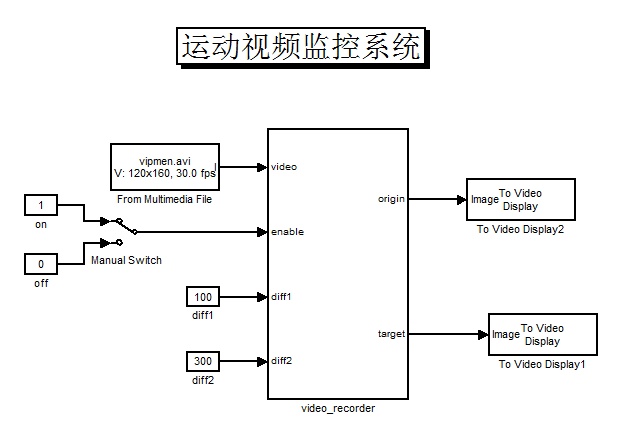 运动视频监控系统
vipmen.avi
V: 120x160, 30.0 fps
I
From Multimedia File
video
1
on
0
off
Manual Switch
enable
100
diff1
diff1
300
diff2
diff2
origin
target
video_recorder
Image
To Video
Display
To Video Display2
Image
To Video
Display
To Video Display1